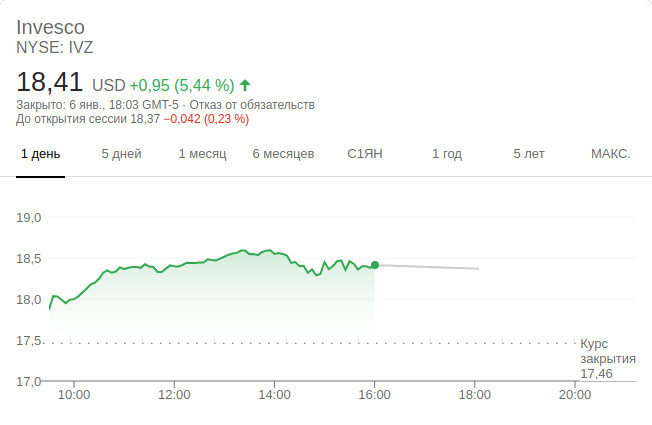 Invesco
NYSE: IVZ
18,41 USD +0,95 (5,44 %)
Закрыто: 6 янв., 18:03 GMT-5 · Отказ от обязательств
До открытия сессии 18,37 −0,042 (0,23 %)
1 день 5 дней 1 месяц 6 месяцев С1ЯН 1 год 5 лет МАКС.
19,0
18,5
18,0
17,5
Курс
закрытия
17,46
17,0
10:00 12:00 14:00 16:00 18:00 20:00